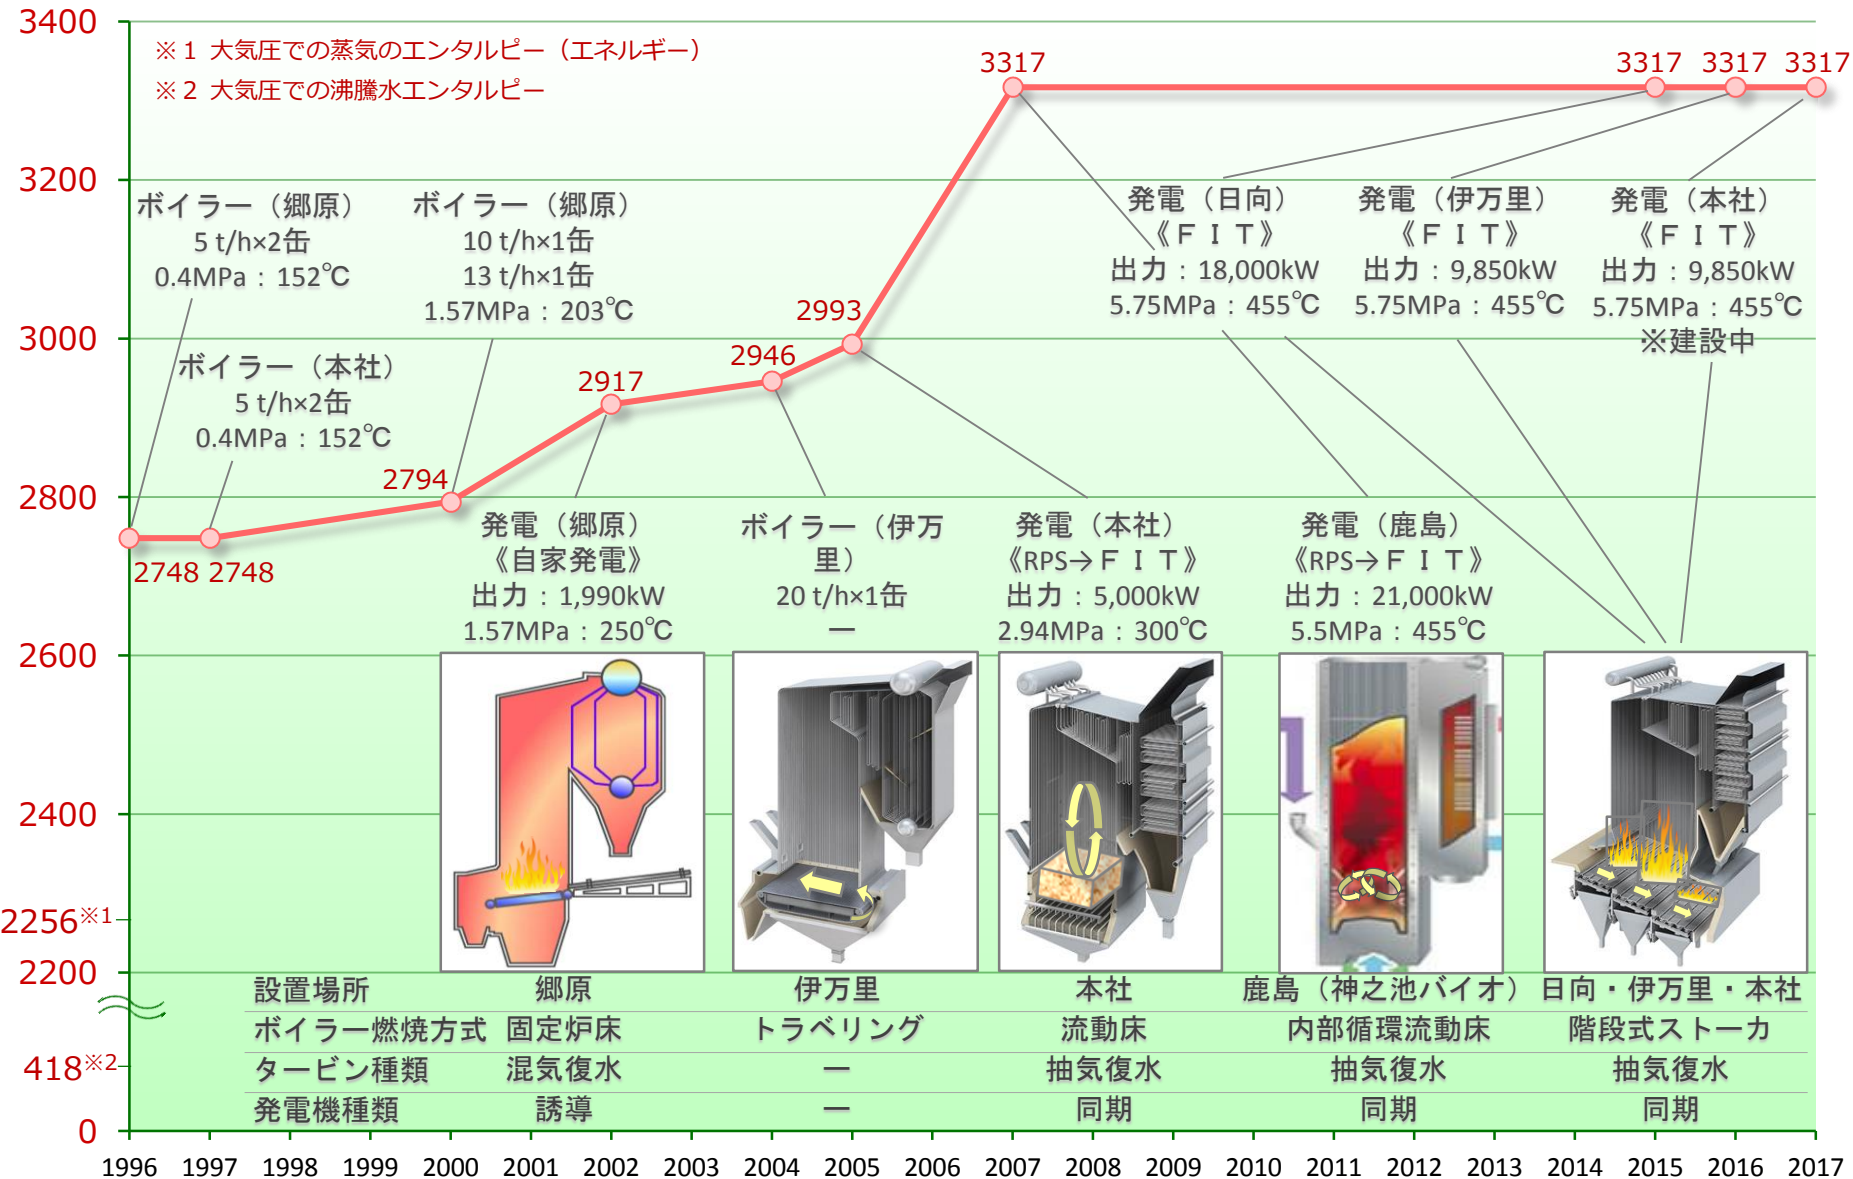 3400
3200
3000
2800
2600
2400
2256※1
2200
418※2
0
※1 大気圧での蒸気のエンタルピー（エネルギー）
※2 大気圧での沸騰水エンタルピー
2748
2748
2794
2917
2946
2993
3317
3317
3317
3317
ボイラー（郷原）
5 t/h×2缶
0.4MPa：152℃
ボイラー（本社）
5 t/h×2缶
0.4MPa：152℃
ボイラー（郷原）
10 t/h×1缶
13 t/h×1缶
1.57MPa：203℃
発電（日向）
《ＦＩＴ》
出力：18,000kW
5.75MPa：455℃
発電（伊万里）
《ＦＩＴ》
出力：9,850kW
5.75MPa：455℃
発電（本社）
《ＦＩＴ》
出力：9,850kW
5.75MPa：455℃
※建設中
発電（郷原）
《自家発電》
出力：1,990kW
1.57MPa：250℃
ボイラー（伊万
里）
20 t/h×1缶
―
発電（本社）
《RPS→ＦＩＴ》
出力：5,000kW
2.94MPa：300℃
発電（鹿島）
《RPS→ＦＩＴ》
出力：21,000kW
5.5MPa：455℃
設置場所 郷原 伊万里 本社 鹿島（神之池バイオ） 日向・伊万里・本社
ボイラー燃焼方式 固定炉床 トラベリング 流動床 内部循環流動床 階段式ストーカ
タービン種類 混気復水 ― 抽気復水 抽気復水 抽気復水
発電機種類 誘導 ― 同期 同期 同期
1996 1997 1998 1999 2000 2001 2002 2003 2004 2005 2006 2007 2008 2009 2010 2011 2012 2013 2014 2015 2016 2017